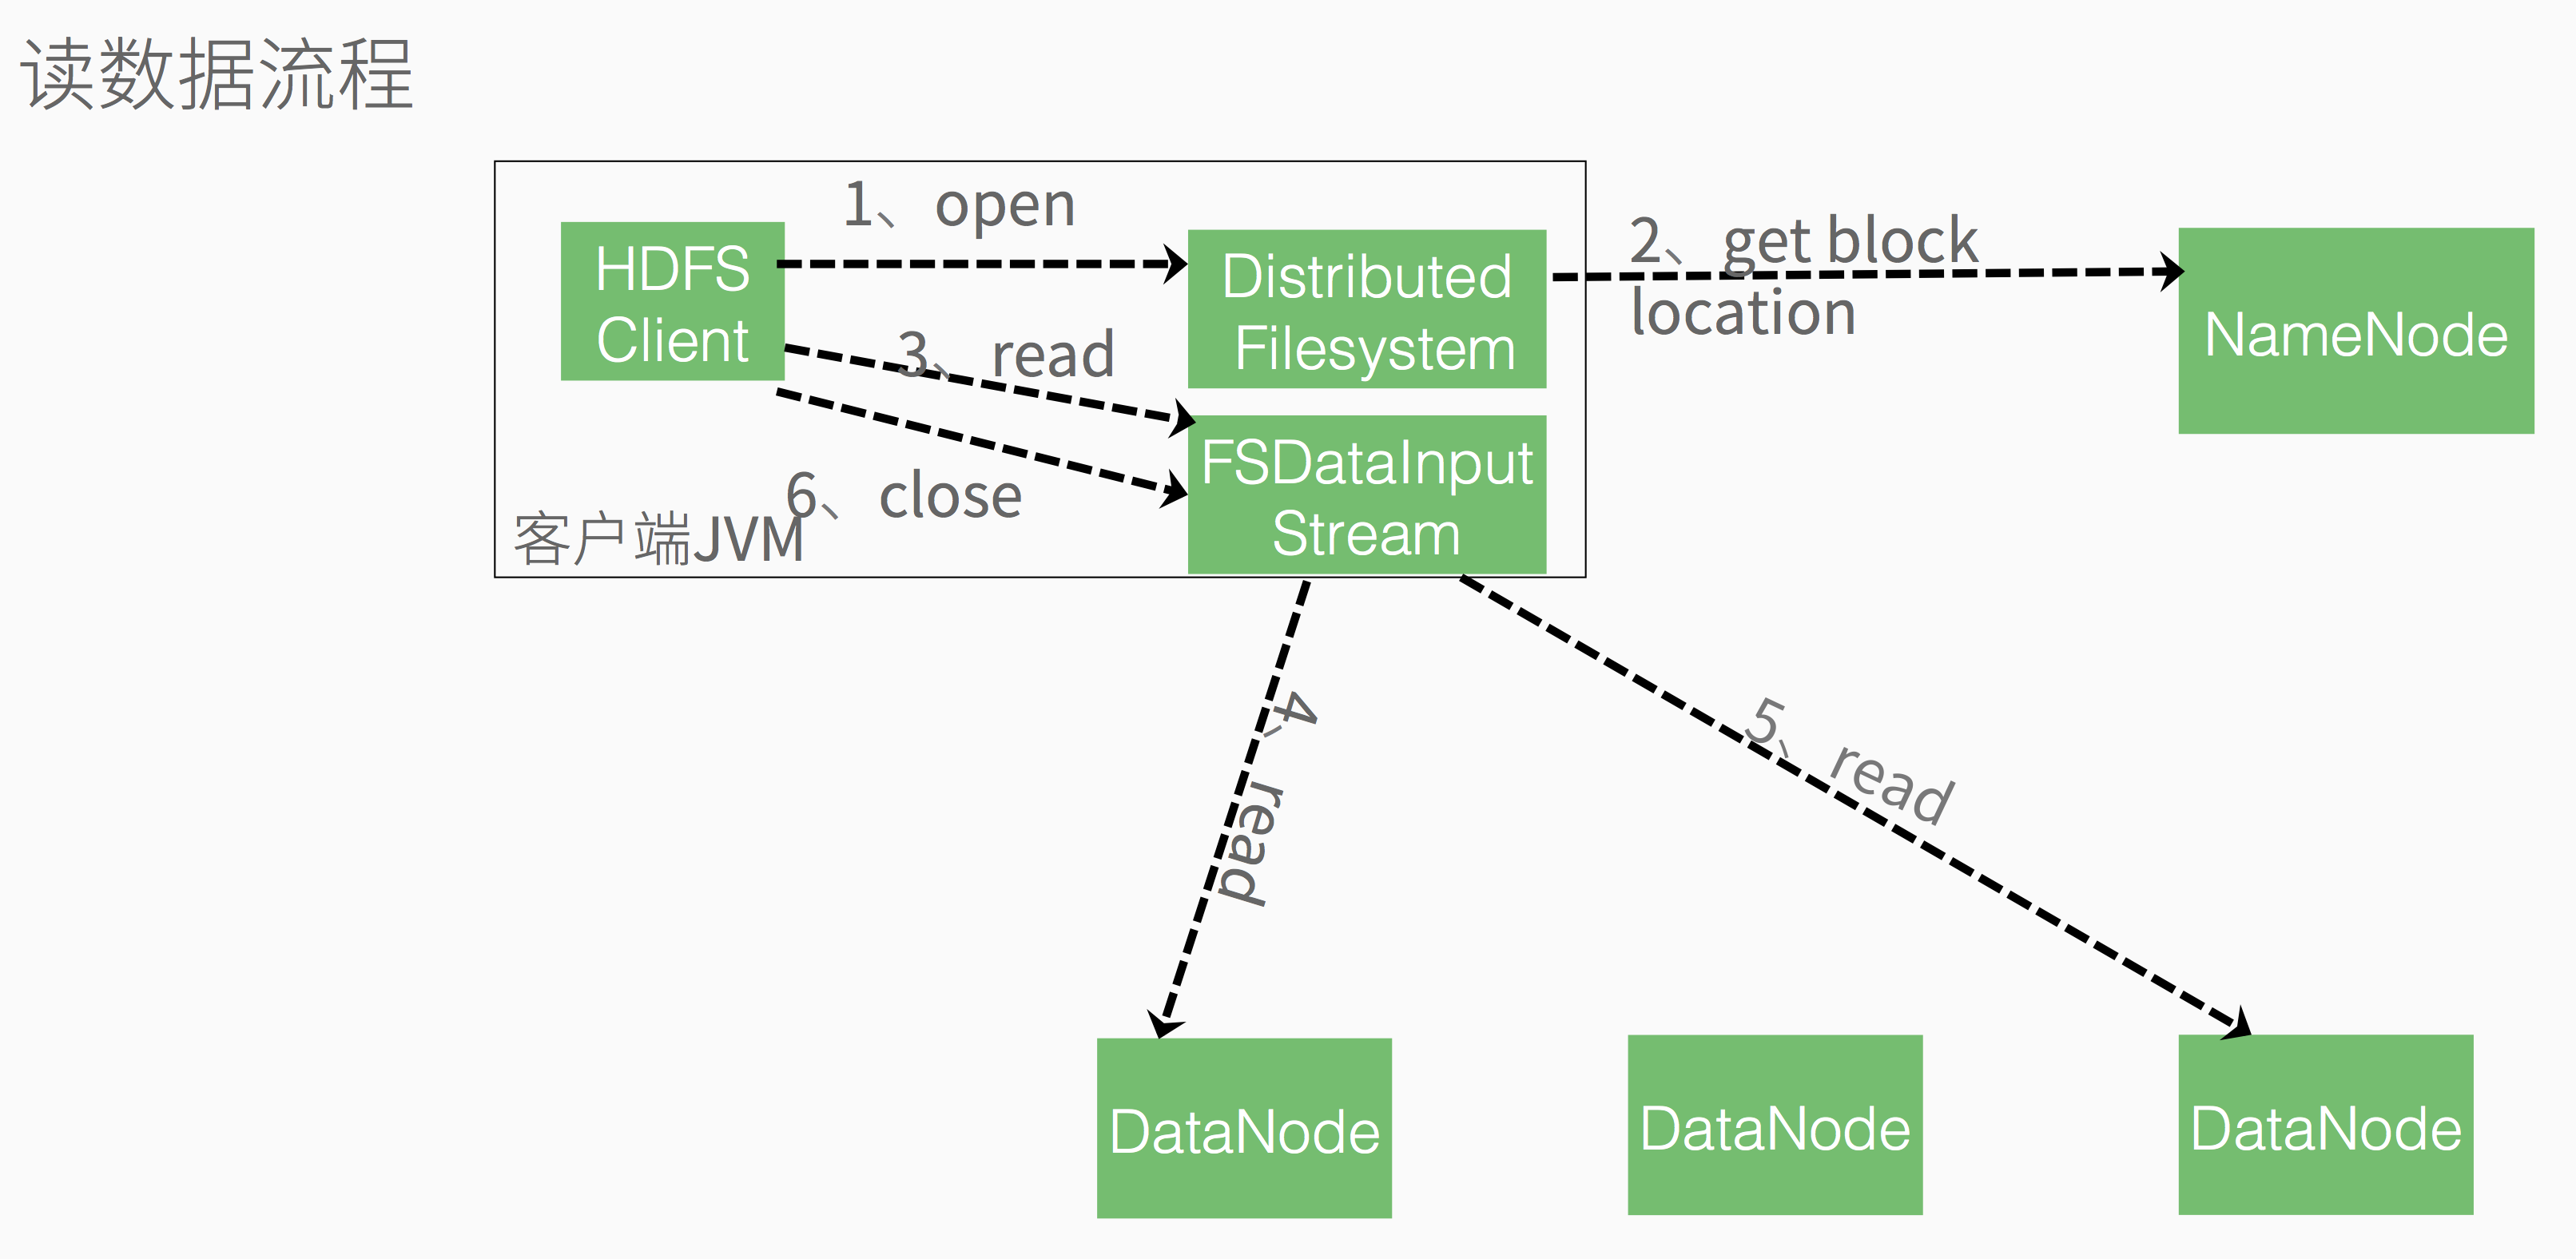 读数据流程
1、open
HDFS
Client
Distributed
Filesystem
2、get block
location
NameNode
3、read
6、close
FSDataInput
Stream
客户端JVM
4、read
5、read
DataNode
DataNode
DataNode